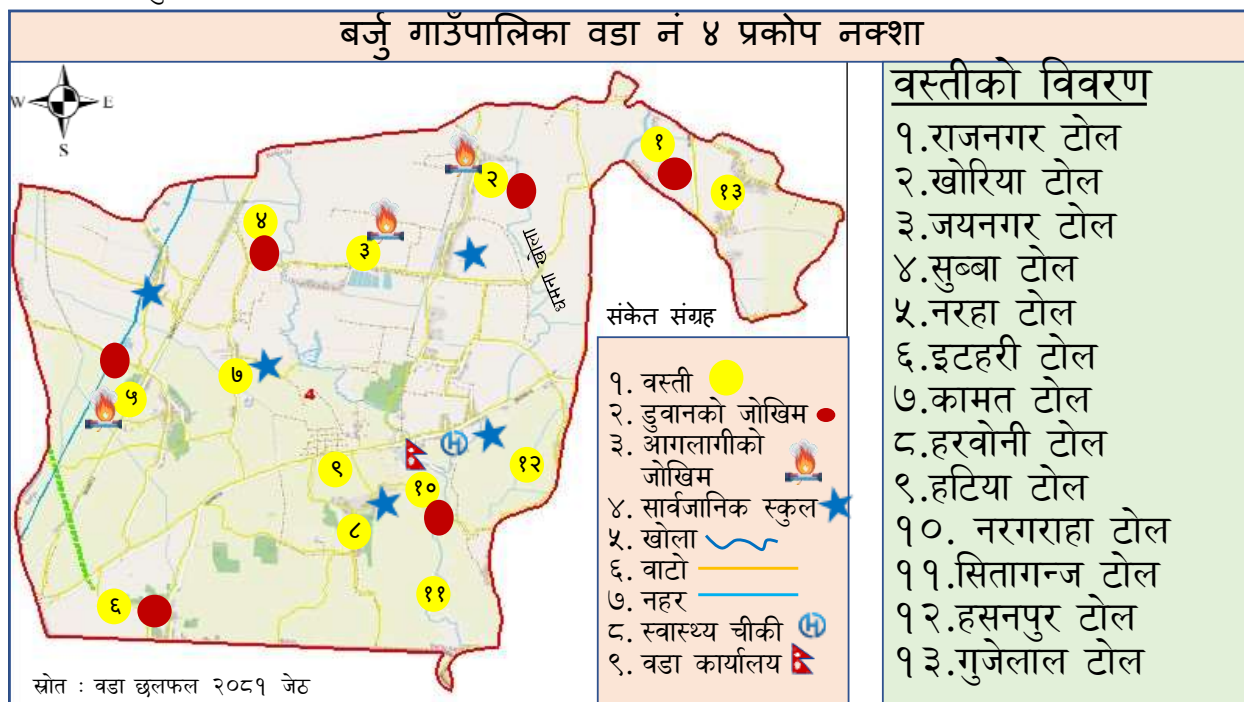 बर्जु गाउँपालिका वडा नं ४ प्रकोप नक्शा
W E
S
१
२
१३
४
३
धमना खोला
५
७
4
९
१२
१०
८
६
११
स्रोत : वडा छलफल २०८१ जेठ
संकेत संग्रह
१. वस्ती
२. डुवानको जोखिम
३. आगलागीको
जोखिम
४. सार्वजानिक स्कुल
५. खोला
६. वाटो
७. नहर
८. स्वास्थ्य चीकी
९. वडा कार्यालय
वस्तीको विवरण
१.राजनगर टोल
२.खोरिया टोल
३.जयनगर टोल
४.सुब्बा टोल
५.नरहा टोल
६.इटहरी टोल
७.कामत टोल
८.हरवोनी टोल
९.हटिया टोल
१०. नरगराहा टोल
११.सितागन्ज टोल
१२.हसनपुर टोल
१३.गुजेलाल टोल